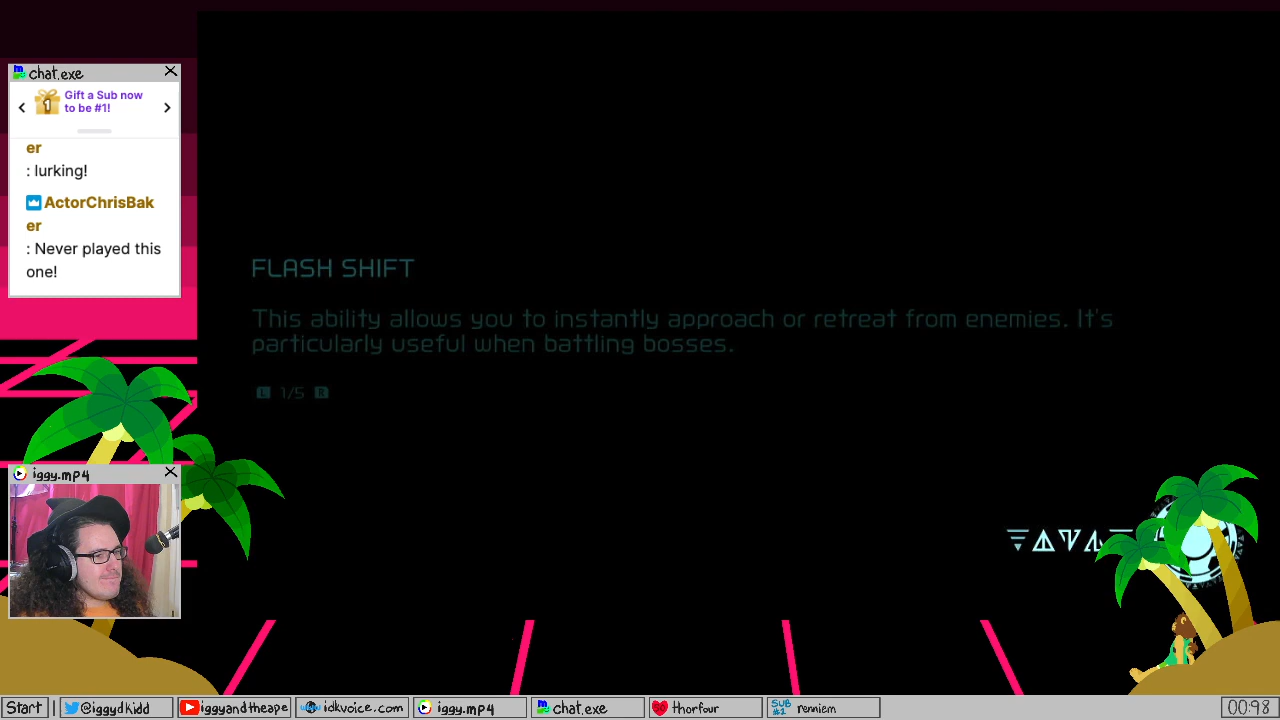 chat.exe
1
Gift a Sub now
to be #1!
er
: lurking!
ActorChrisBak
er
: Never played this
one!
FLASH SHIFT
This ability allows you to instantly approach or retreat from enemies. It's
particularly useful when battling bosses.
L 1/5 R
iggy.mp4
Start | @iggydkidd iggyandtheape idkvoice.com iggy.mp4 chat.exe thorfour SUB #2 remniem 00:98